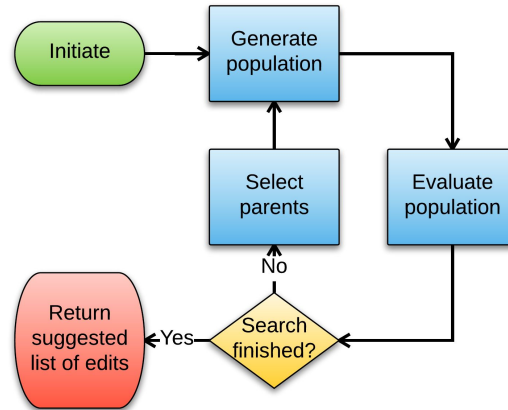 Initiate
Generate
population
Select
parents
Evaluate
population
No
Search
finished?
Yes
Return
suggested
list of edits